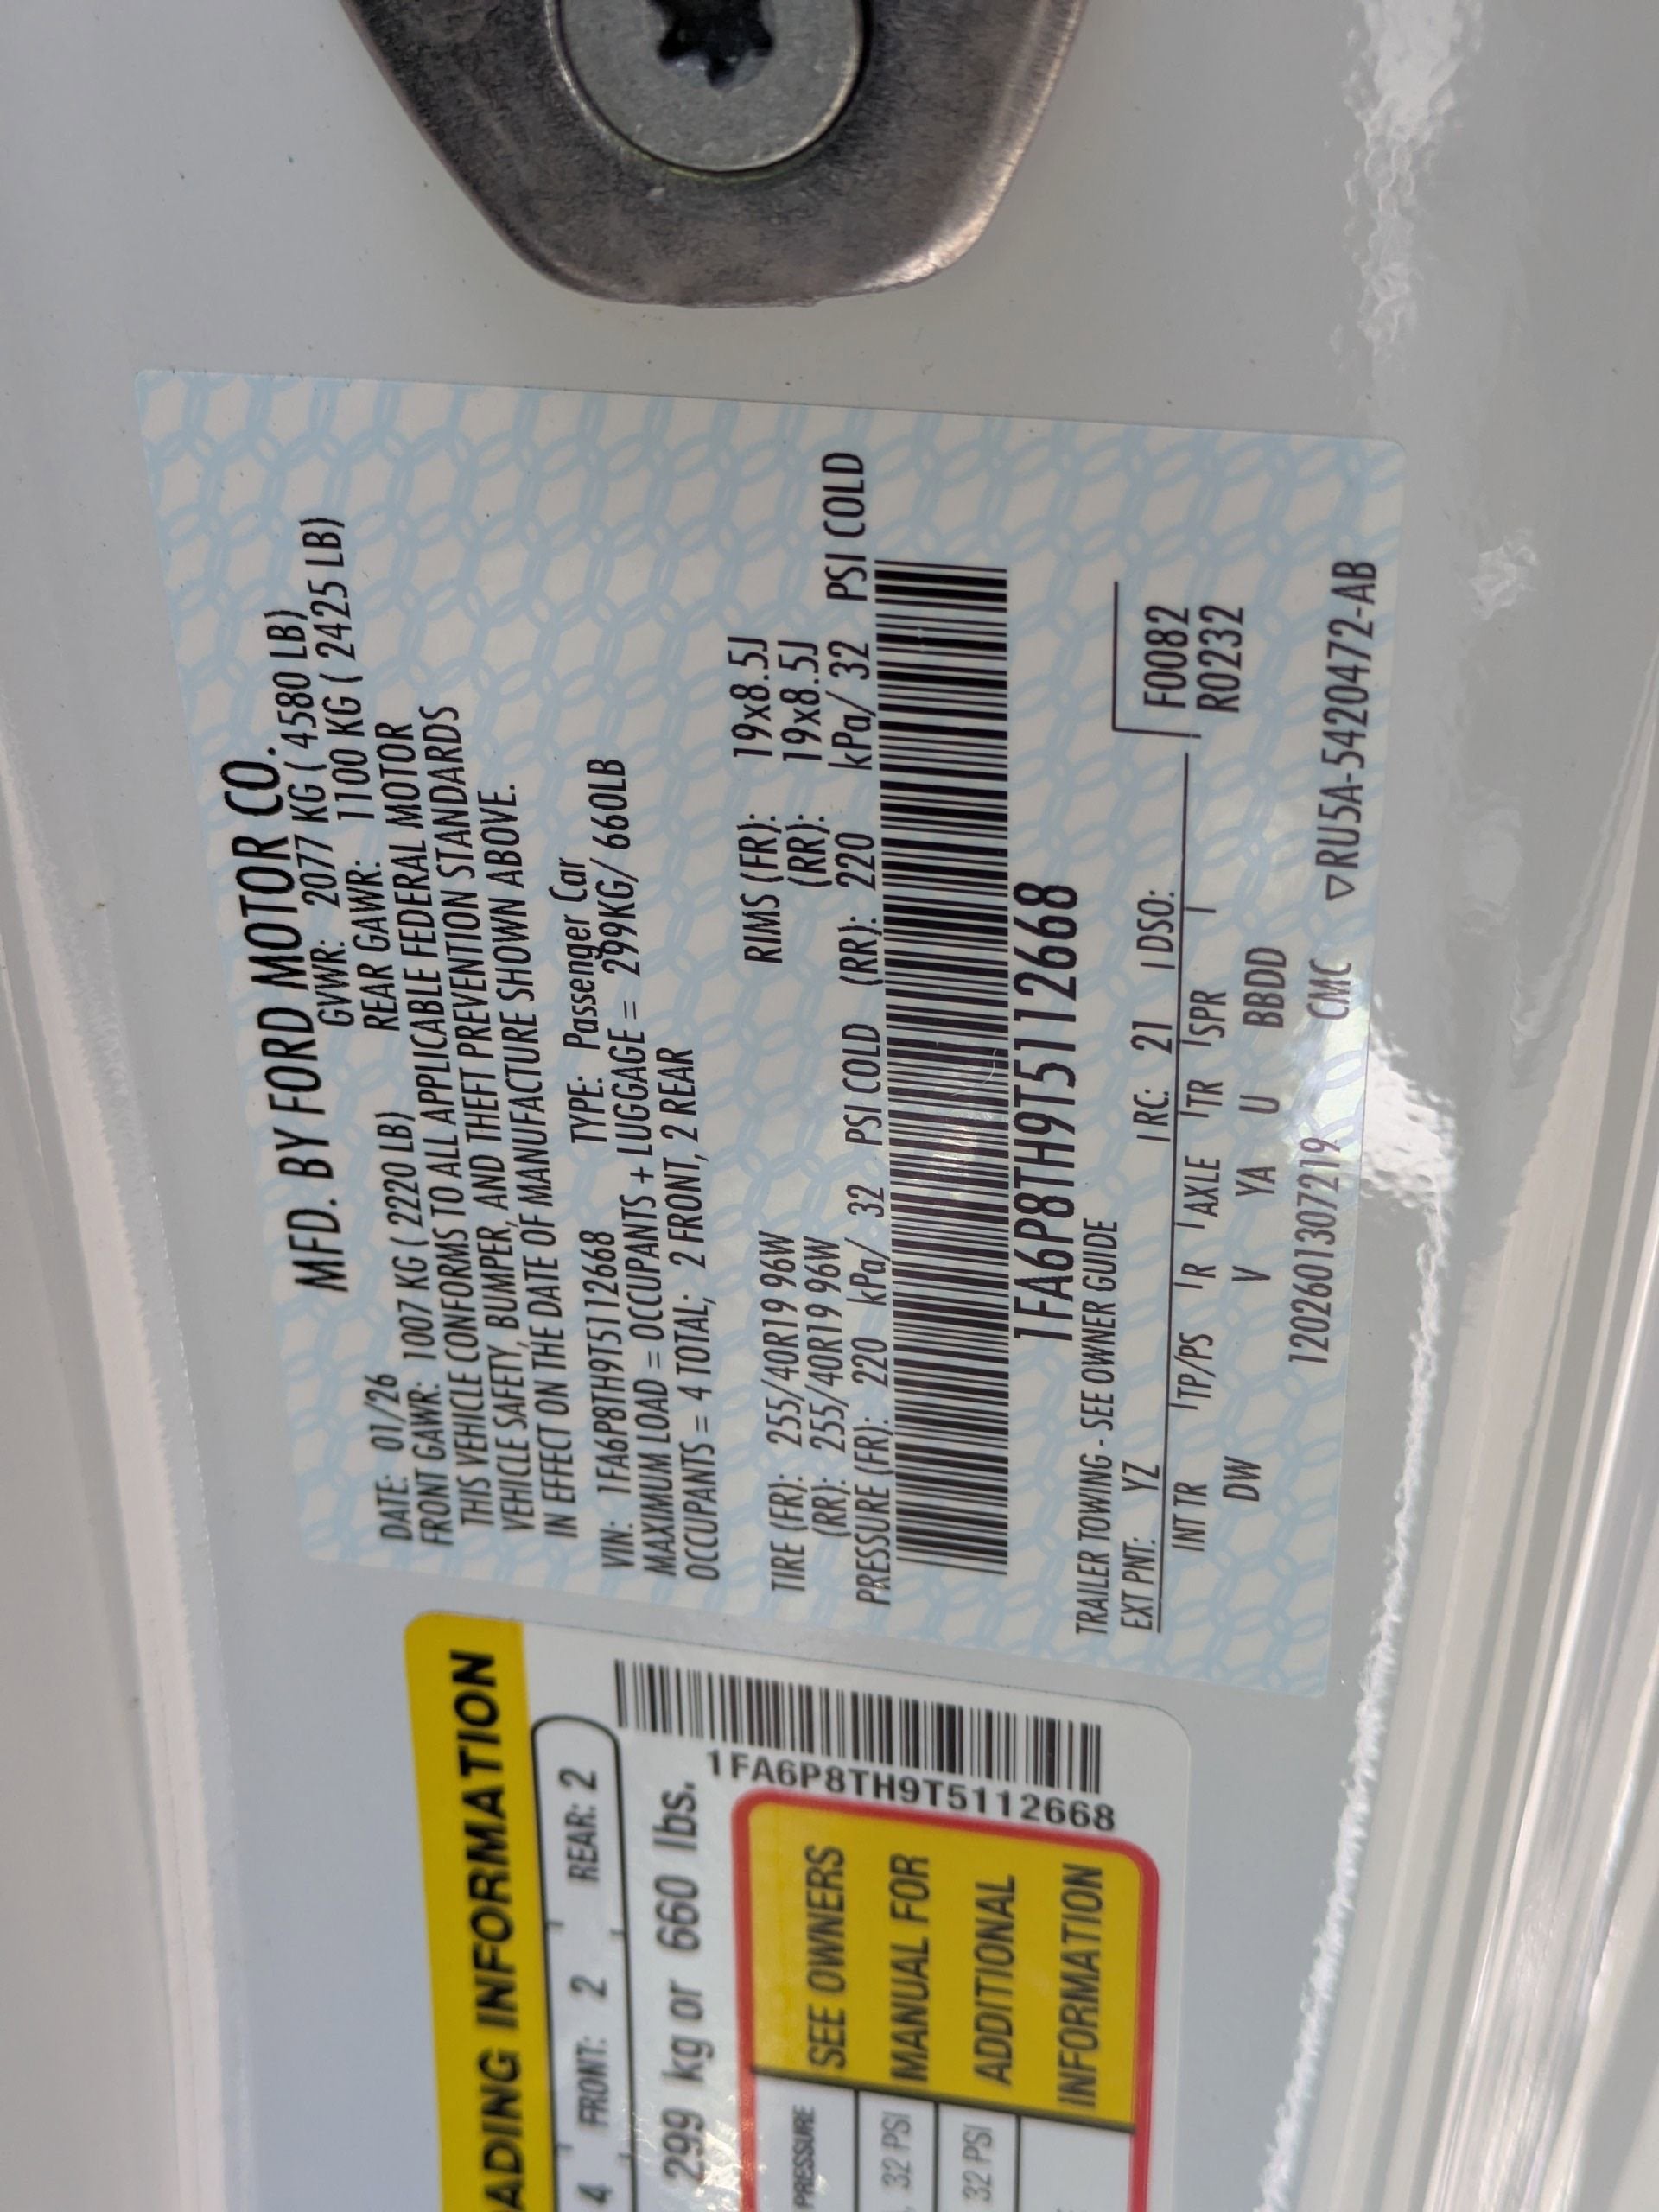 MFD. BY FORD MOTOR CO.
DATE: 01/26 GVWR: 2077 KG ( 4580 LB)
FRONT GAWR: 1007 KG ( 2220 LB) REAR GAWR: 1100 KG ( 2425 LB)
THIS VEHICLE CONFORMS TO ALL APPLICABLE FEDERAL MOTOR
VEHICLE SAFETY, BUMPER, AND THEFT PREVENTION STANDARDS
IN EFFECT ON THE DATE OF MANUFACTURE SHOWN ABOVE.
VIN: 1FA6P8TH9T5112668 TYPE: Passenger Car
MAXIMUM LOAD = OCCUPANTS + LUGGAGE = 299KG/ 660LB
OCCUPANTS = 4 TOTAL; 2 FRONT, 2 REAR
TIRE (FR): 255/40R19 96W RIMS (FR): 19x8.5J
(RR): 255/40R19 96W (RR): 19x8.5J
PRESSURE (FR): 220 kPa/ 32 PSI COLD (RR): 220 kPa/ 32 PSI COLD
1FA6P8TH9T5112668
TRAILER TOWING - SEE OWNER GUIDE
EXT PNT: YZ RC: 21 DSO: F0082
INT TR TP/PS R AXLE TR SPR R0232
DW V YA U BBDD
1202601307219 CMC ▽RU5A-5420472-AB
ADING INFORMATION
4 FRONT: 2 REAR: 2
299 kg or 660 lbs.
1FA6P8TH9T5112668
PRESSURE
32 PSI
32 PSI
SEE OWNERS
MANUAL FOR
ADDITIONAL
INFORMATION